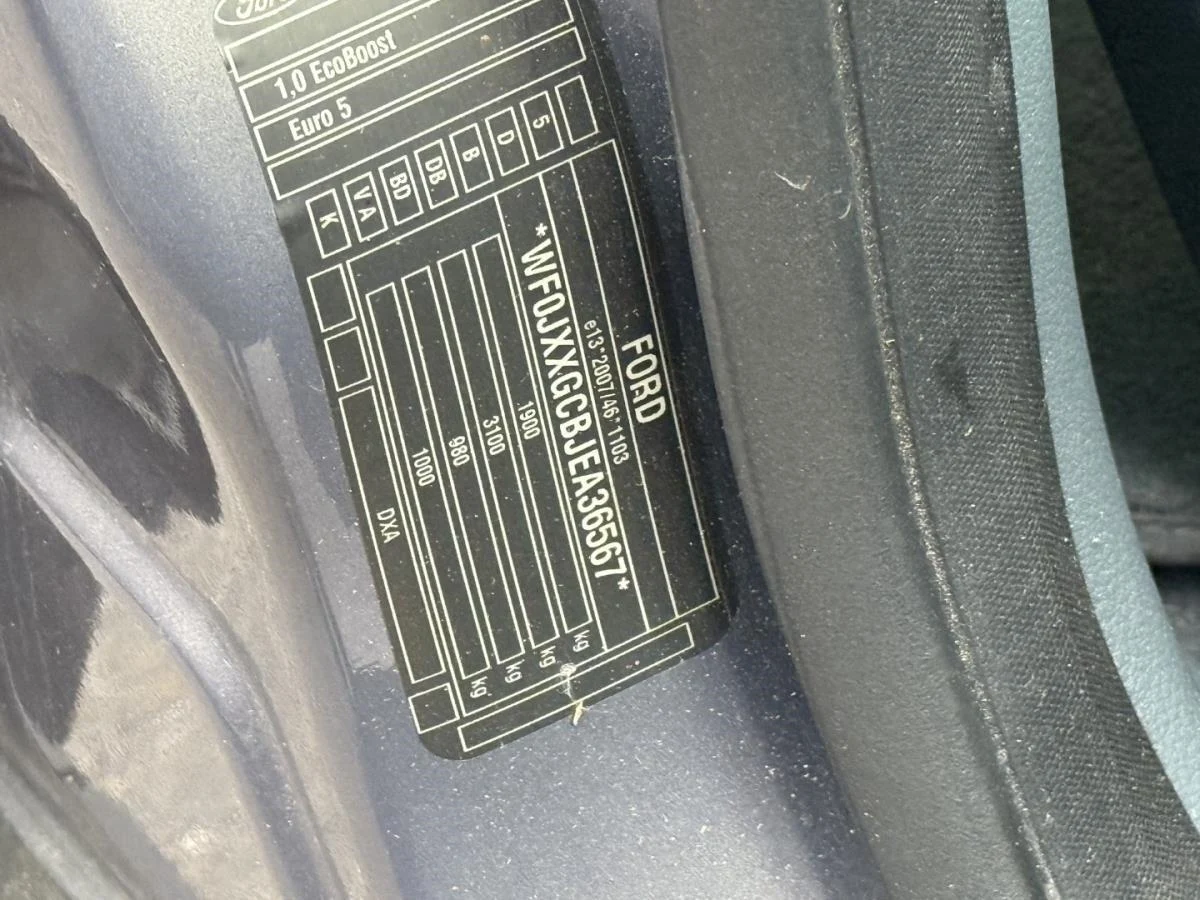 Ford
1,0 EcoBoost
Euro 5
K
VA
BD
DB
B
D
5
FORD
e13*2007/46*1103
*WF0JXXGCBJEA36567*
1900 kg
3100 kg
980 kg
1000 kg
DXA